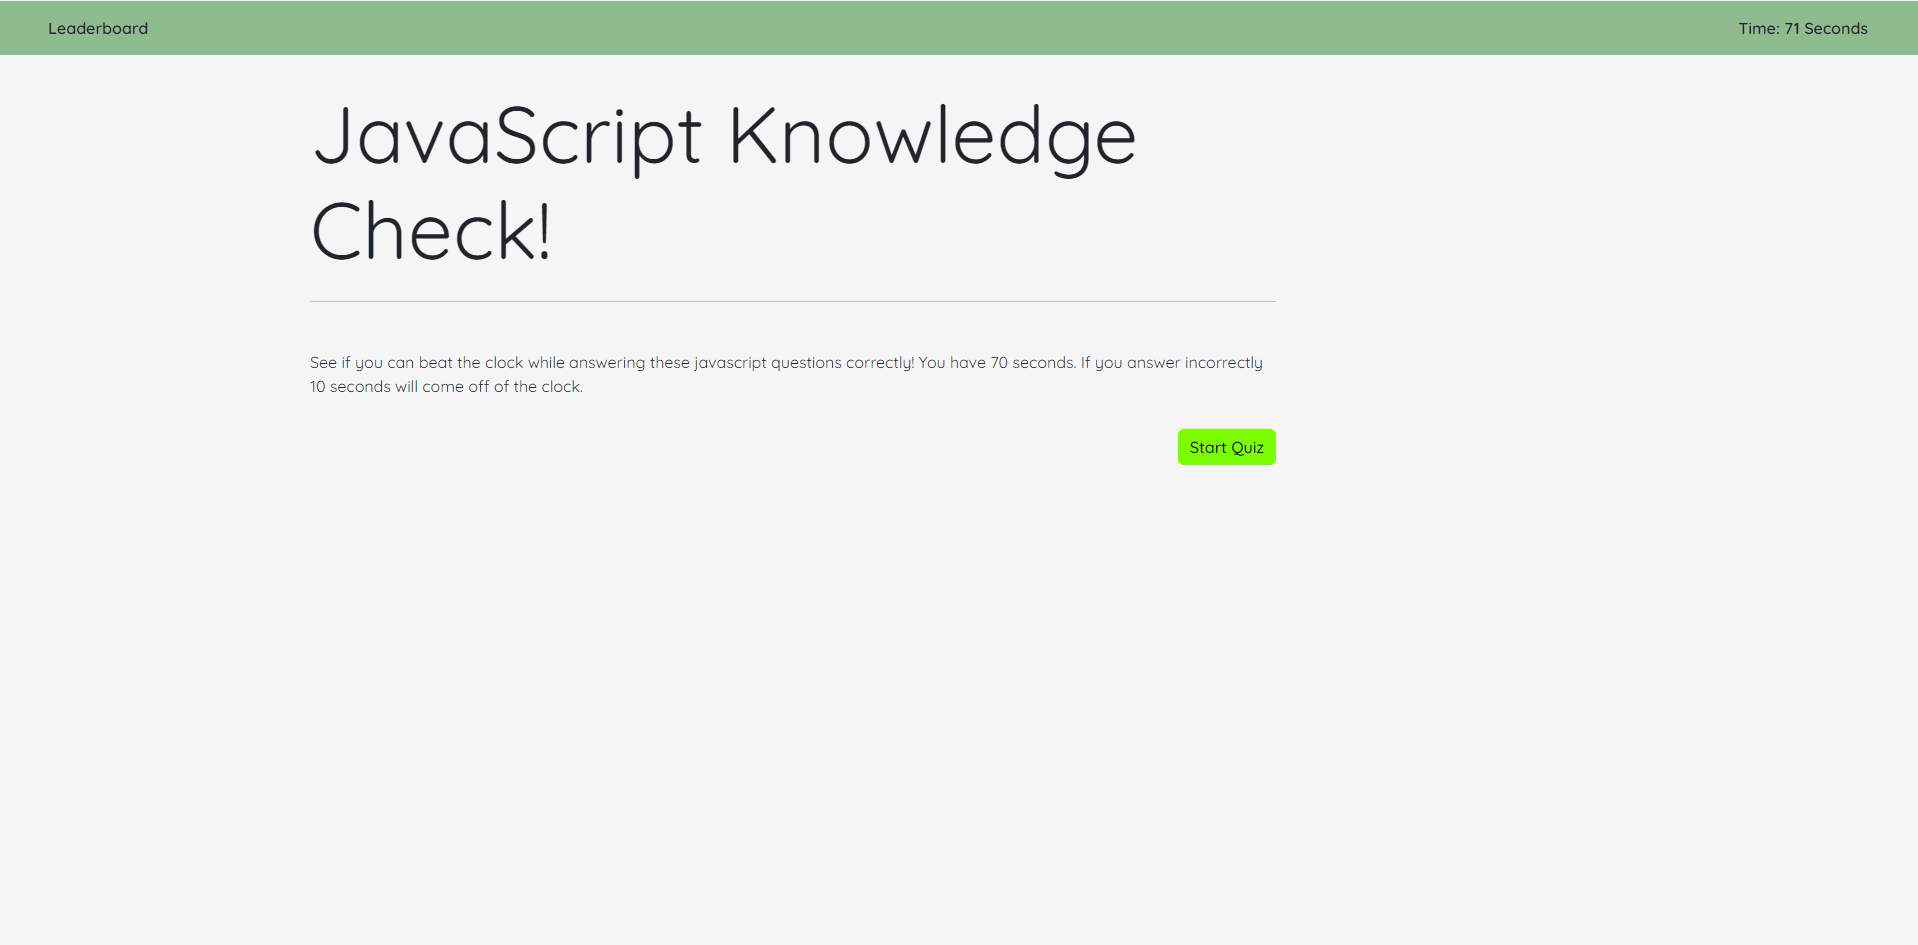 Leaderboard
Time: 71 Seconds
JavaScript Knowledge
Check!
See if you can beat the clock while answering these javascript questions correctly! You have 70 seconds. If you answer incorrectly
10 seconds will come off of the clock.
Start Quiz